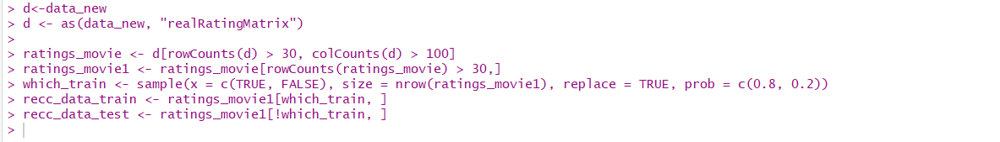 > d<-data_new
> d <- as(data_new, "realRatingMatrix")
>
> ratings_movie <- d[rowCounts(d) > 30, colCounts(d) > 100]
> ratings_movie1 <- ratings_movie[rowCounts(ratings_movie) > 30,]
> which_train <- sample(x = c(TRUE, FALSE), size = nrow(ratings_movie1), replace = TRUE, prob = c(0.8, 0.2))
> recc_data_train <- ratings_movie1[which_train, ]
> recc_data_test <- ratings_movie1[!which_train, ]
>